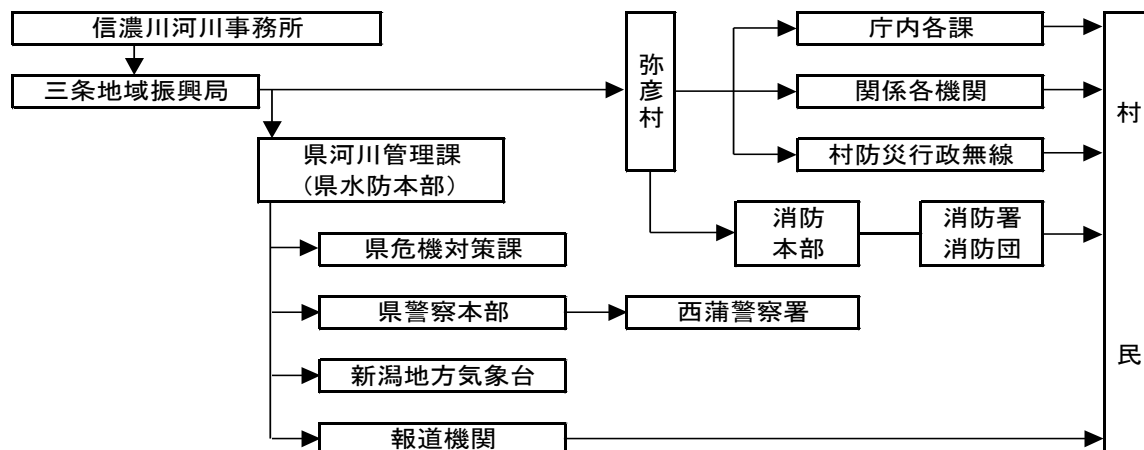 信濃川河川事務所
三条地域振興局
県河川管理課
（県水防本部）
県危機対策課
県警察本部
西蒲警察署
新潟地方気象台
報道機関
弥彦村
庁内各課
関係各機関
村防災行政無線
消防
本部
消防署
消防団
村民